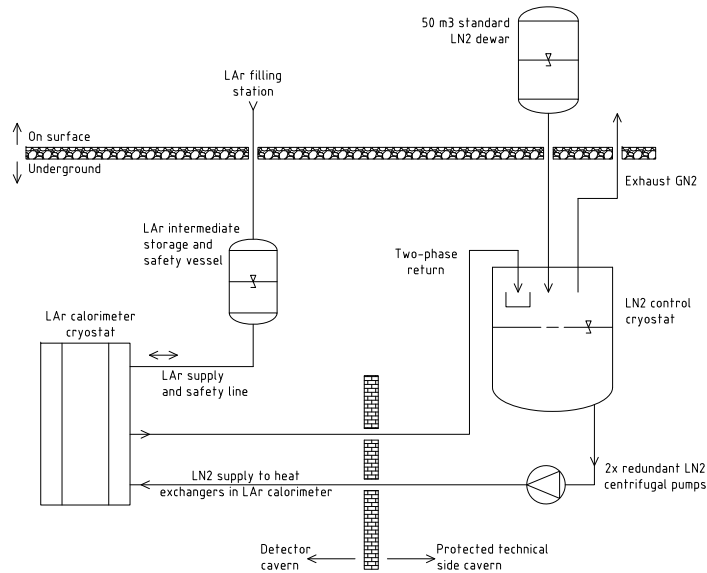 50 m3 standard
LN2 dewar
LAr filling
station
On surface
Underground
Exhaust GN2
LAr intermediate
storage and
safety vessel
Two-phase
return
LN2 control
cryostat
LAr calorimeter
cryostat
LAr supply
and safety line
LN2 supply to heat
exchangers in LAr calorimeter
2x redundant LN2
centrifugal pumps
Detector
cavern
Protected technical
side cavern